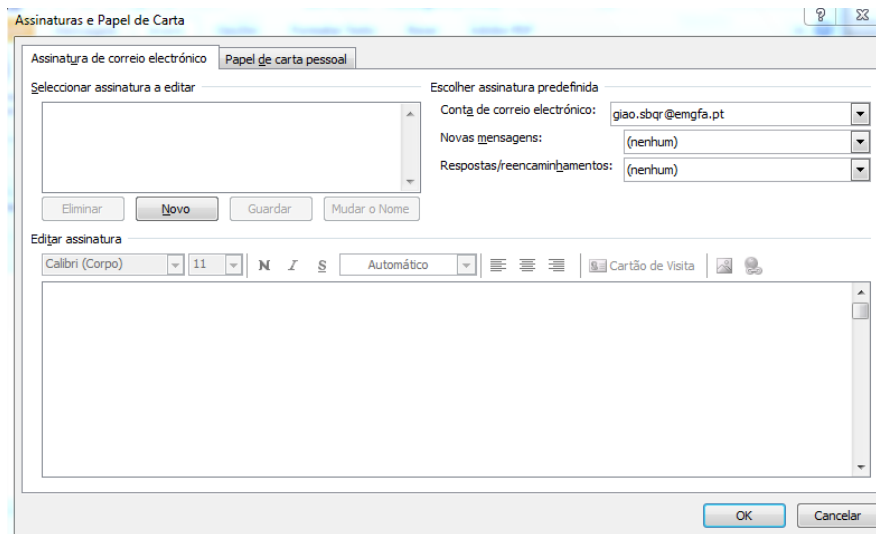 Assinaturas e Papel de Carta
Assinatura de correio electrónico
Papel de carta pessoal
Seleccionar assinatura a editar
Escolher assinatura predefinida
Conta de correio electrónico: giao.sbqr@emgfa.pt
Novas mensagens: (nenhum)
Respostas/reencaminhamentos: (nenhum)
Eliminar Novo Guardar Mudar o Nome
Editar assinatura
Calibri (Corpo) 11 N I S Automático Cartão de Visita
OK Cancelar